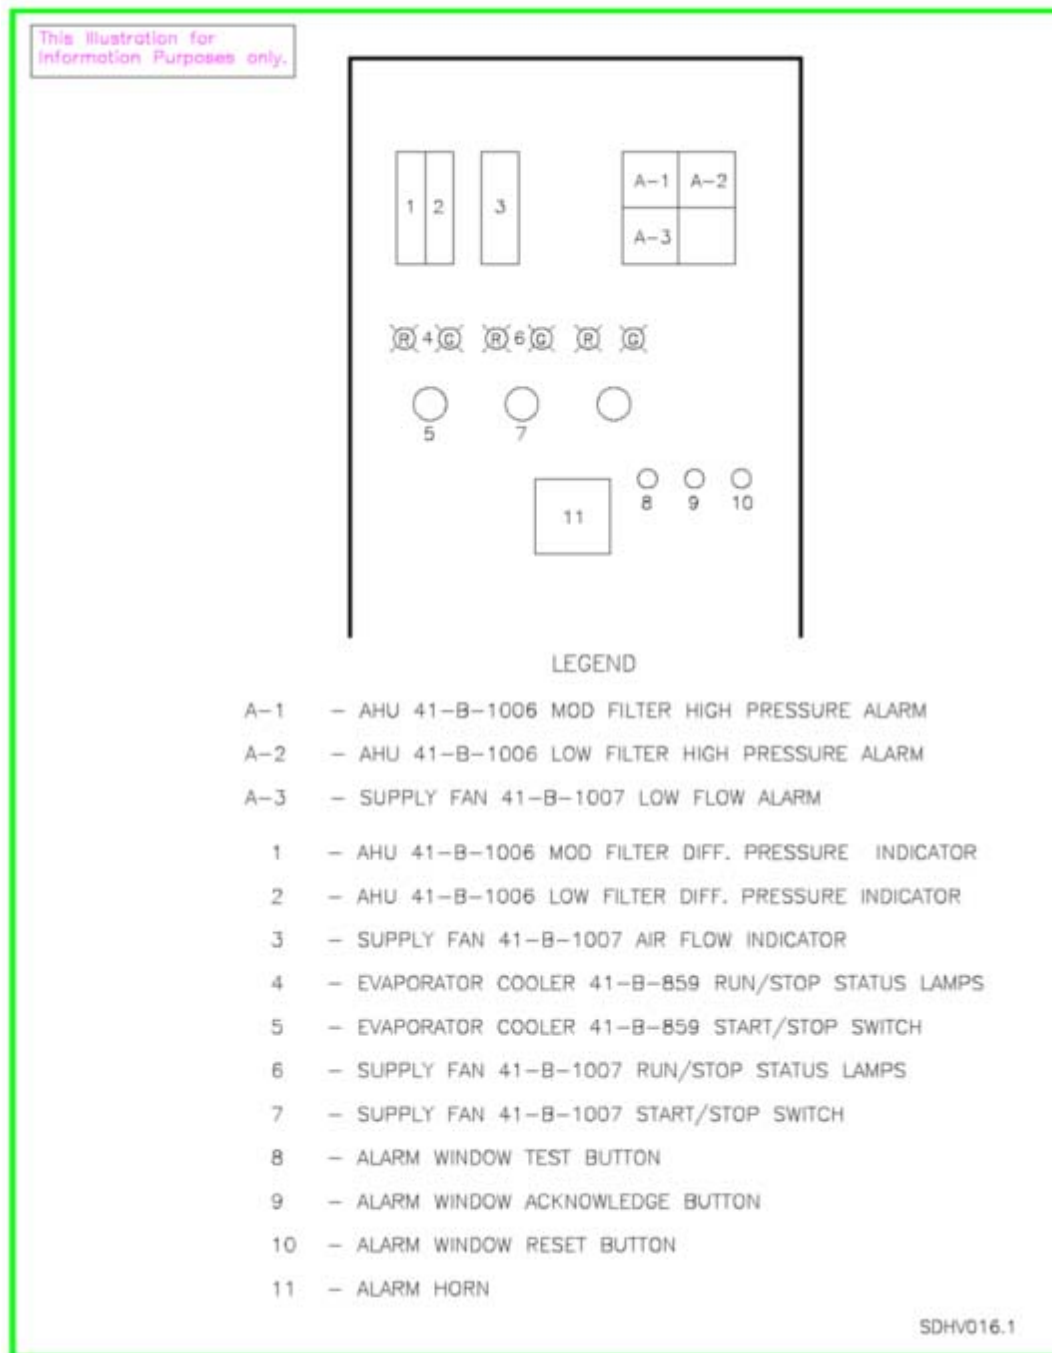 This Illustration for
Information Purposes only.
1 2 3 A-1 A-2
A-3
R 4 G R 6 G R G
5 7
8 9 10
11
LEGEND
A-1 - AHU 41-B-1006 MOD FILTER HIGH PRESSURE ALARM
A-2 - AHU 41-B-1006 LOW FILTER HIGH PRESSURE ALARM
A-3 - SUPPLY FAN 41-B-1007 LOW FLOW ALARM
1 - AHU 41-B-1006 MOD FILTER DIFF. PRESSURE INDICATOR
2 - AHU 41-B-1006 LOW FILTER DIFF. PRESSURE INDICATOR
3 - SUPPLY FAN 41-B-1007 AIR FLOW INDICATOR
4 - EVAPORATOR COOLER 41-B-859 RUN/STOP STATUS LAMPS
5 - EVAPORATOR COOLER 41-B-859 START/STOP SWITCH
6 - SUPPLY FAN 41-B-1007 RUN/STOP STATUS LAMPS
7 - SUPPLY FAN 41-B-1007 START/STOP SWITCH
8 - ALARM WINDOW TEST BUTTON
9 - ALARM WINDOW ACKNOWLEDGE BUTTON
10 - ALARM WINDOW RESET BUTTON
11 - ALARM HORN
SDHV016.1